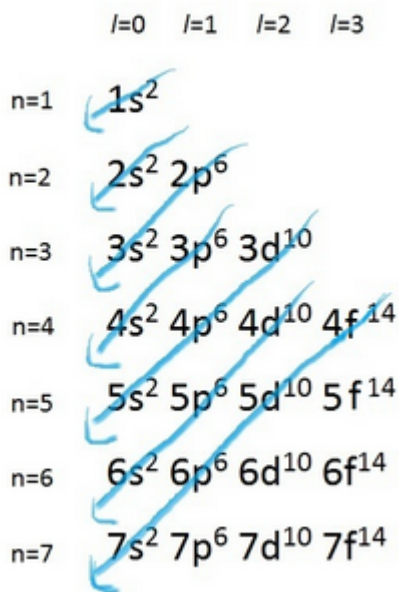 l=0 l=1 l=2 l=3
n=1 1s²
n=2 2s² 2p⁶
n=3 3s² 3p⁶ 3d¹⁰
n=4 4s² 4p⁶ 4d¹⁰ 4f¹⁴
n=5 5s² 5p⁶ 5d¹⁰ 5f¹⁴
n=6 6s² 6p⁶ 6d¹⁰ 6f¹⁴
n=7 7s² 7p⁶ 7d¹⁰ 7f¹⁴